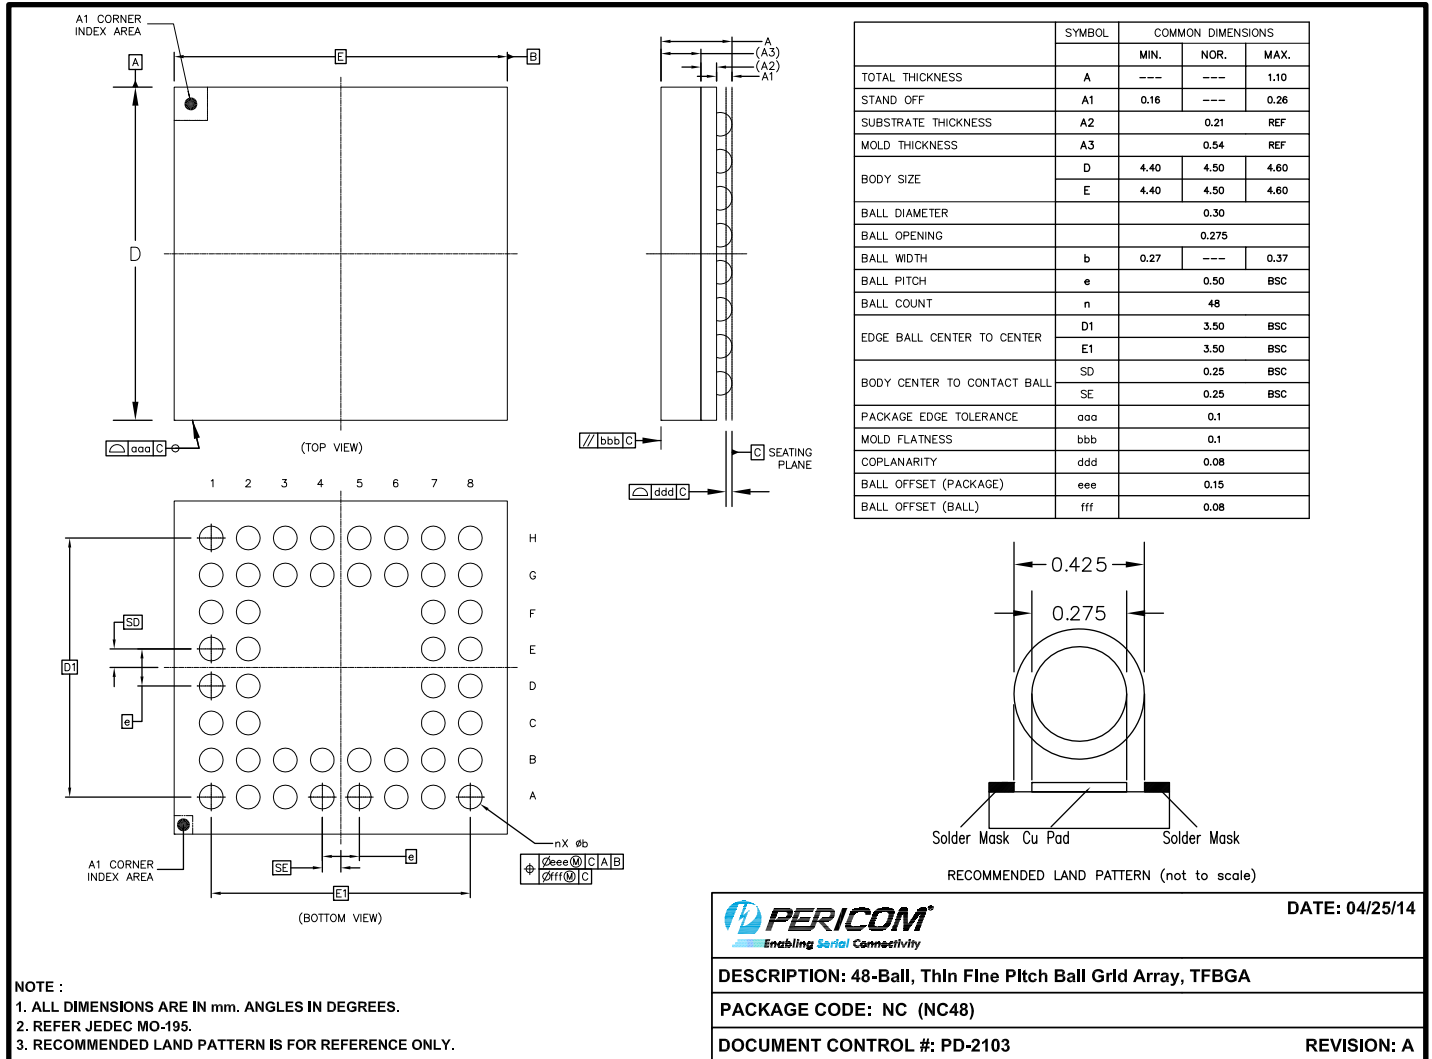 A1 CORNER
INDEX AREA
A
E
B
D
aaa C
(TOP VIEW)
A
(A3)
(A2)
A1
// bbb C
C SEATING
PLANE
ddd C
SYMBOL COMMON DIMENSIONS
MIN. NOR. MAX.
TOTAL THICKNESS A --- --- 1.10
STAND OFF A1 0.16 --- 0.26
SUBSTRATE THICKNESS A2 0.21 REF
MOLD THICKNESS A3 0.54 REF
BODY SIZE D 4.40 4.50 4.60
E 4.40 4.50 4.60
BALL DIAMETER 0.30
BALL OPENING 0.275
BALL WIDTH b 0.27 --- 0.37
BALL PITCH e 0.50 BSC
BALL COUNT n 48
EDGE BALL CENTER TO CENTER D1 3.50 BSC
E1 3.50 BSC
BODY CENTER TO CONTACT BALL SD 0.25 BSC
SE 0.25 BSC
PACKAGE EDGE TOLERANCE aaa 0.1
MOLD FLATNESS bbb 0.1
COPLANARITY ddd 0.08
BALL OFFSET (PACKAGE) eee 0.15
BALL OFFSET (BALL) fff 0.08
1 2 3 4 5 6 7 8
H
G
F
E
D
C
B
A
SD
D1
e
A1 CORNER
INDEX AREA
SE
e
E1
nX øb
⌖ Øeee Ⓜ C A B
Øfff Ⓜ C
(BOTTOM VIEW)
0.425
0.275
Solder Mask Cu Pad Solder Mask
RECOMMENDED LAND PATTERN (not to scale)
NOTE :
1. ALL DIMENSIONS ARE IN mm. ANGLES IN DEGREES.
2. REFER JEDEC MO-195.
3. RECOMMENDED LAND PATTERN IS FOR REFERENCE ONLY.
PERICOM®
Enabling Serial Connectivity
DATE: 04/25/14
DESCRIPTION: 48-Ball, Thin Fine Pitch Ball Grid Array, TFBGA
PACKAGE CODE: NC (NC48)
DOCUMENT CONTROL #: PD-2103 REVISION: A